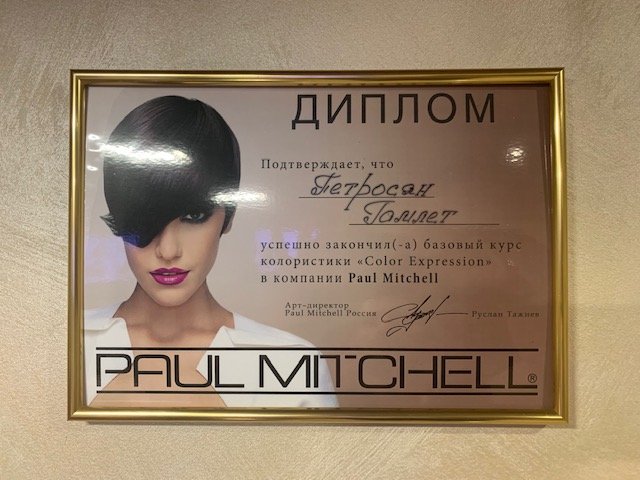 ДИПЛОМ
Подтверждает, что
Петросян
Гамлет
успешно закончил(-а) базовый курс
колористики «Color Expression»
в компании Paul Mitchell
Арт-директор
Paul Mitchell Россия
Руслан Тажиев
PAUL MITCHELL®